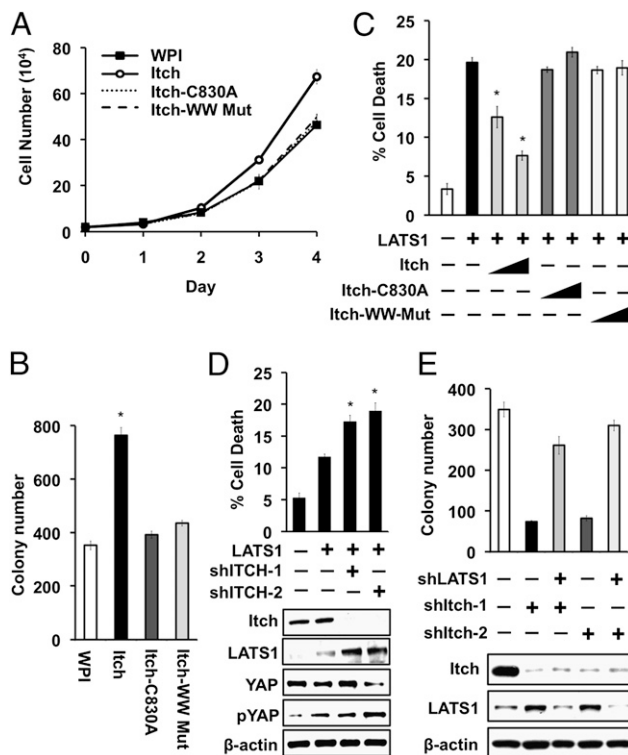 A
Cell Number (10⁴)
80
60
40
20
0
WPI
Itch
Itch-C830A
Itch-WW Mut
0 1 2 3 4
Day
C
% Cell Death
25
20
15
10
5
0
* *
LATS1 – + + + + + + +
Itch – – – – – –
Itch-C830A – – – – – –
Itch-WW-Mut – – – – – –
B
Colony number
800
600
400
200
0
*
WPI
Itch
Itch-C830A
Itch-WW Mut
D
% Cell Death
25
20
15
10
5
0
* *
LATS1 – + + +
shITCH-1 – – + –
shITCH-2 – – – +
Itch
LATS1
YAP
pYAP
β-actin
E
Colony number
400
300
200
100
0
shLATS1 – – + – +
shItch-1 – + + – –
shItch-2 – – – + +
Itch
LATS1
β-actin